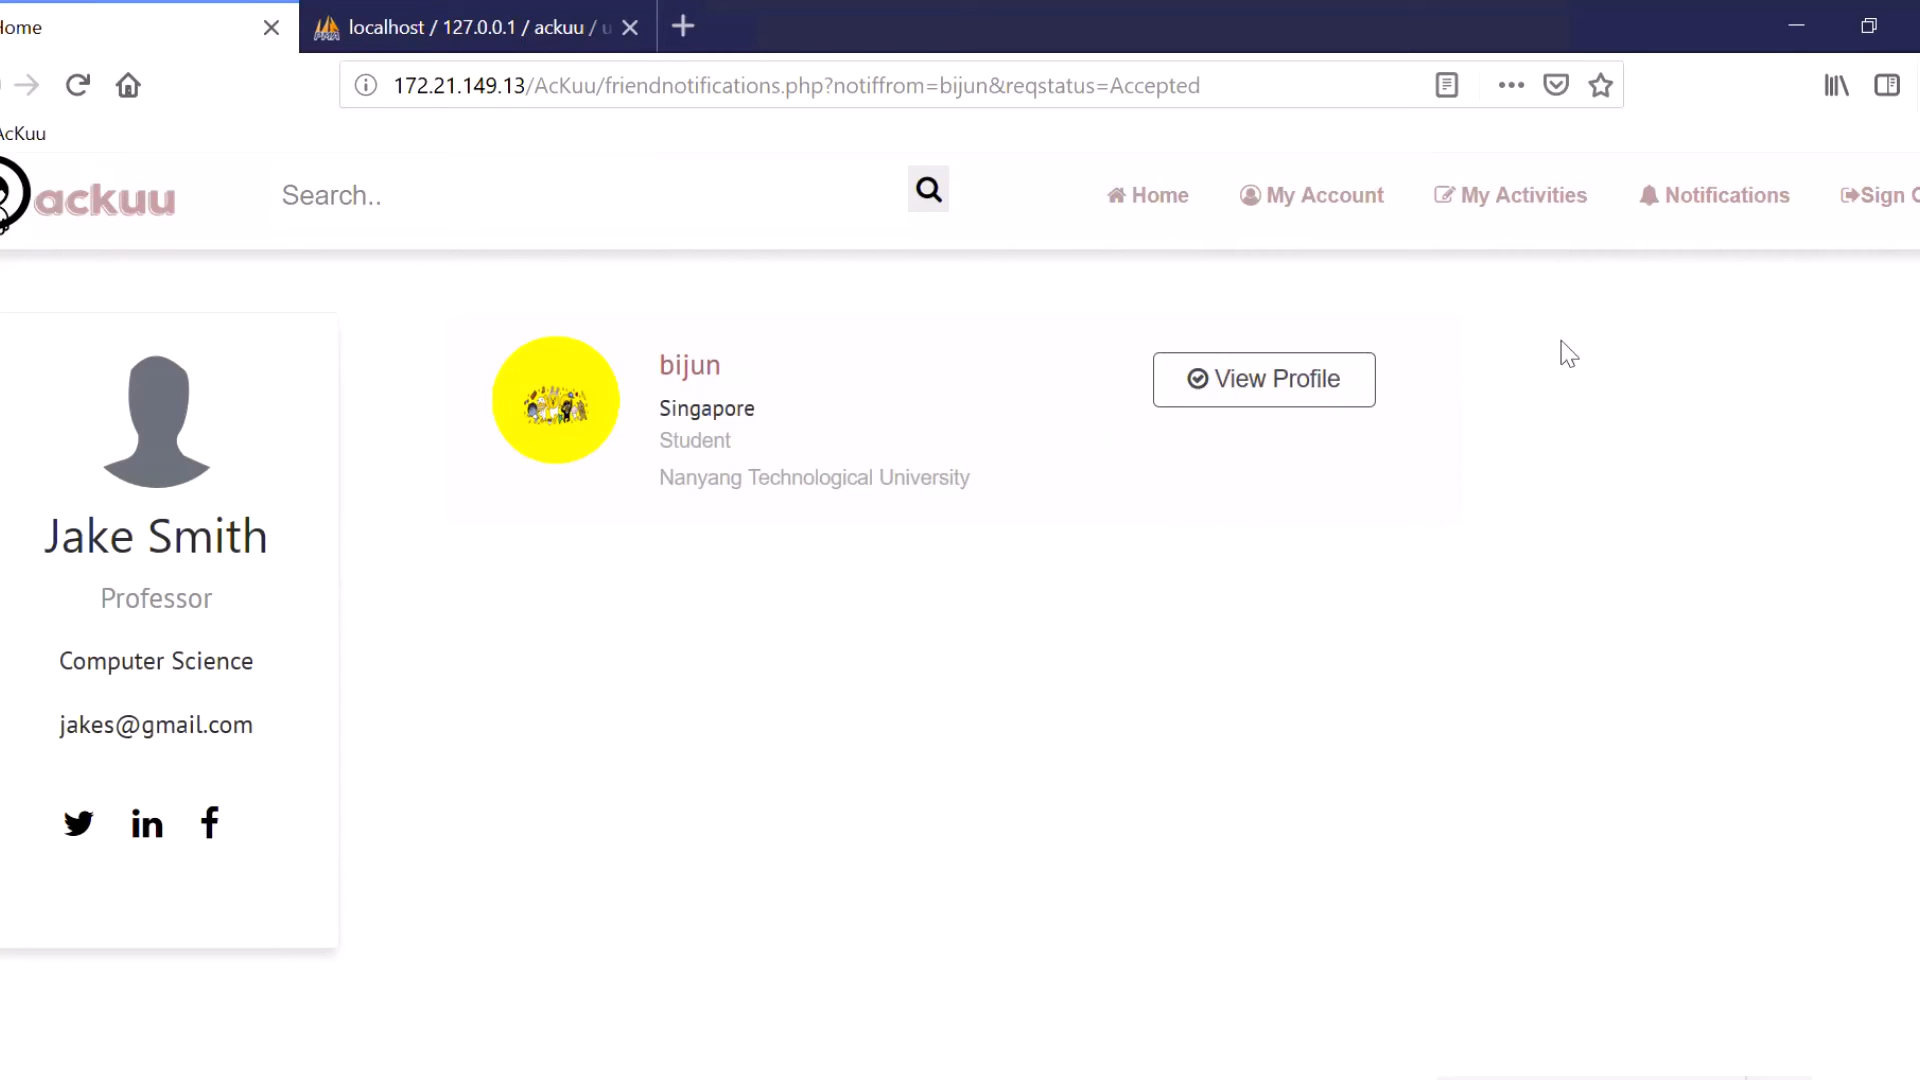 Home
localhost / 127.0.0.1 / ackuu /
172.21.149.13/AcKuu/friendnotifications.php?notiffrom=bijun&reqstatus=Accepted
AcKuu
ackuu
Search..
Home
My Account
My Activities
Notifications
Sign
bijun
View Profile
Singapore
Student
Nanyang Technological University
Jake Smith
Professor
Computer Science
jakes@gmail.com